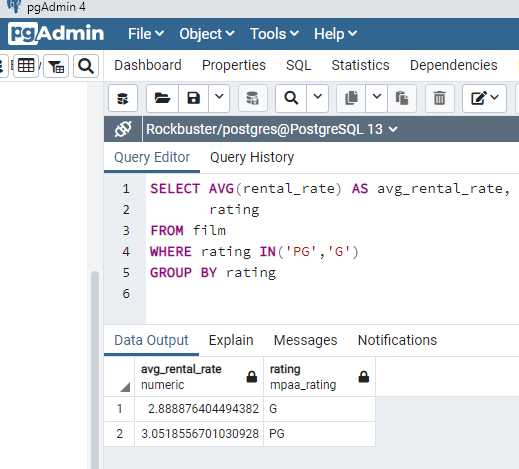 pgAdmin 4
pgAdmin File Object Tools Help
Dashboard Properties SQL Statistics Dependencies
Rockbuster/postgres@PostgreSQL 13
Query Editor Query History
1 SELECT AVG(rental_rate) AS avg_rental_rate,
2 rating
3 FROM film
4 WHERE rating IN('PG','G')
5 GROUP BY rating
6
Data Output Explain Messages Notifications
avg_rental_rate rating
numeric mpaa_rating
1 2.888876404494382 G
2 3.0518556701030928 PG